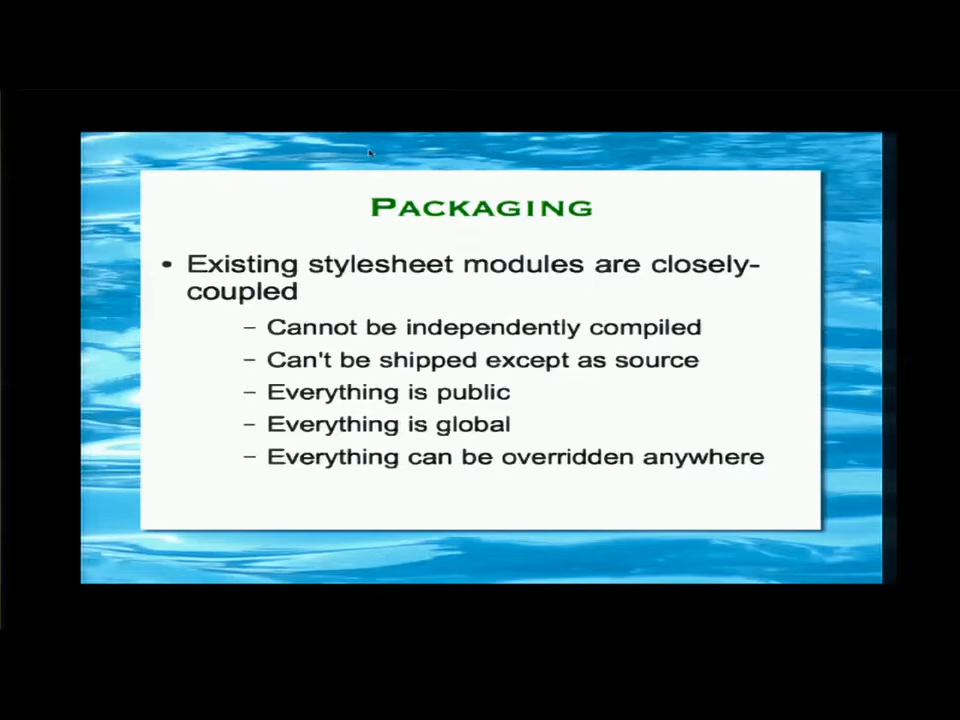 PACKAGING
• Existing stylesheet modules are closely-
coupled
– Cannot be independently compiled
– Can't be shipped except as source
– Everything is public
– Everything is global
– Everything can be overridden anywhere